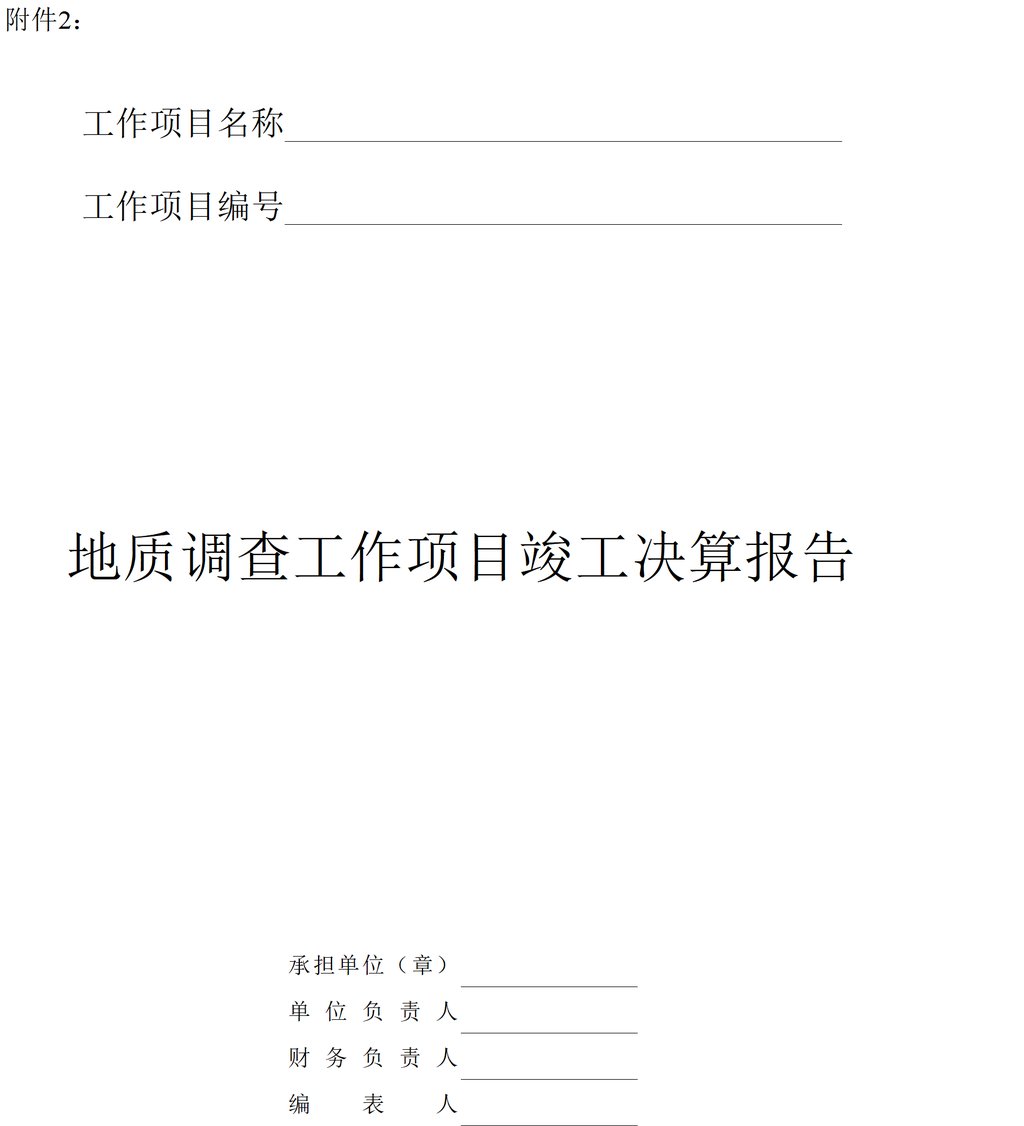 附件2：
工作项目名称
工作项目编号
地质调查工作项目竣工决算报告
承担单位（章）
单位负责人
财务负责人
编表人